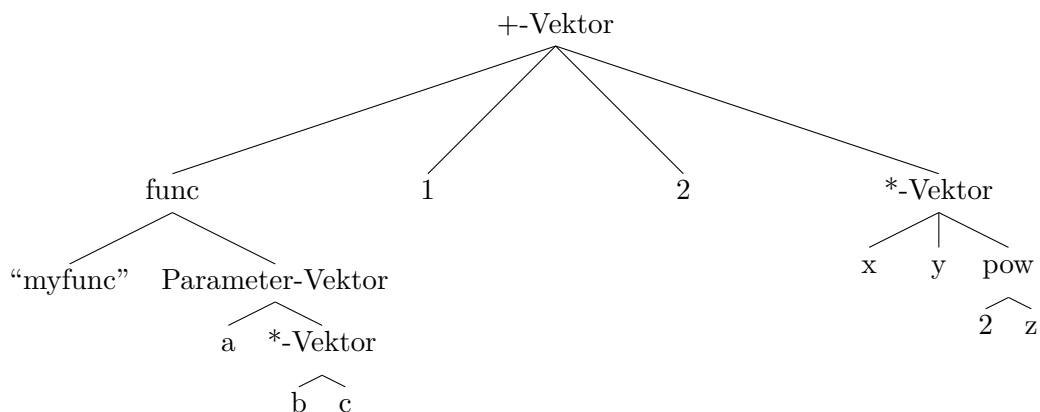 +-Vektor
func 1 2 *-Vektor
“myfunc” Parameter-Vektor x y pow
a *-Vektor 2 z
b c